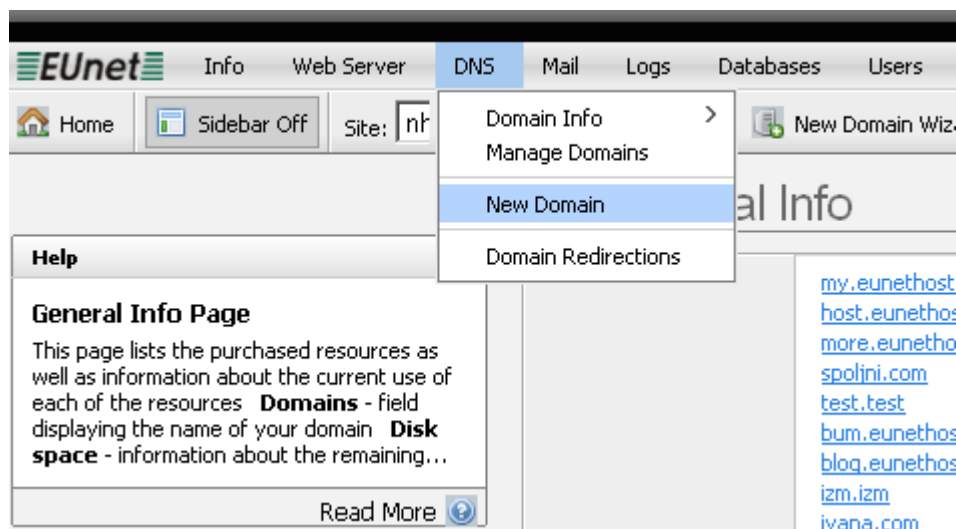 EUnet Info Web Server DNS Mail Logs Databases Users
Home Sidebar Off Site: New Domain
Domain Info
Manage Domains
New Domain
Domain Redirections
Info
Help
General Info Page
This page lists the purchased resources as
well as information about the current use of
each of the resources Domains - field
displaying the name of your domain Disk
space - information about the remaining...
Read More
my.eunethost
host.eunethos
more.eunetho
spoljni.com
test.test
bum.eunethos
blog.eunethos
izm.izm
ivana.com